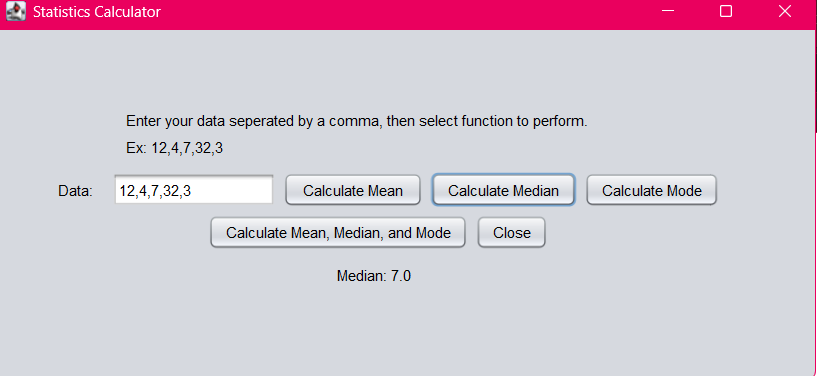 Statistics Calculator
Enter your data seperated by a comma, then select function to perform.
Ex: 12,4,7,32,3
Data: 12,4,7,32,3 Calculate Mean Calculate Median Calculate Mode
Calculate Mean, Median, and Mode Close
Median: 7.0